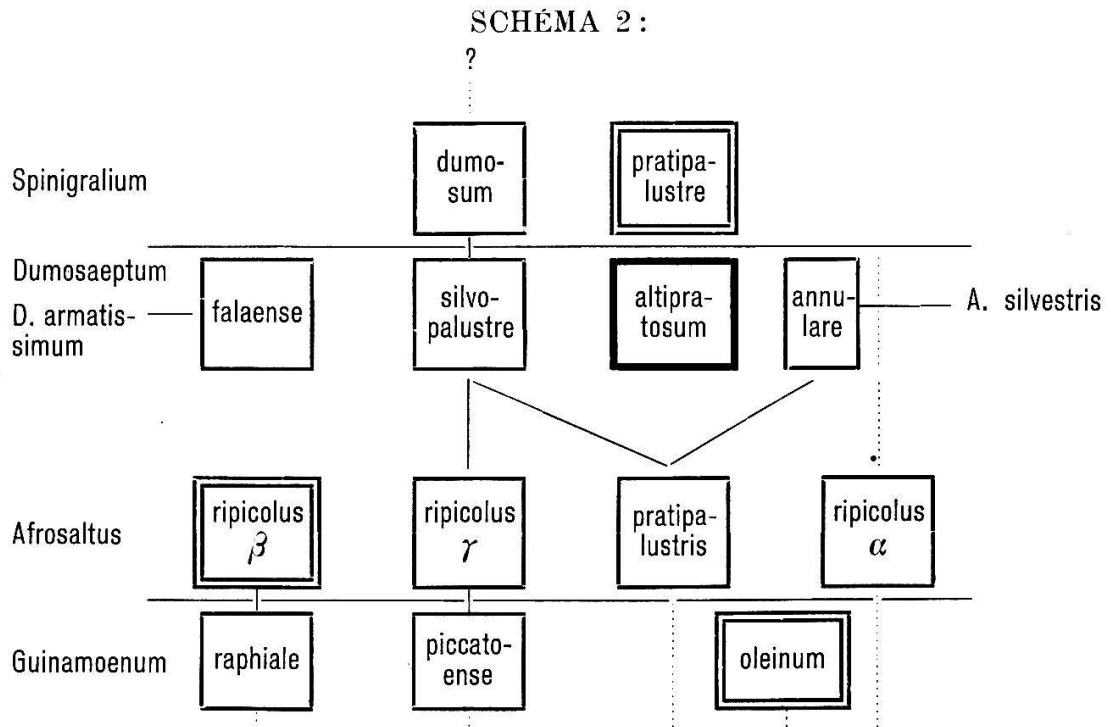 SCHÉMA 2:
?
Spinigralium
dumo-
sum
pratipa-
lustre
Dumosaeptum
D. armatis-
simum
falaense
silvo-
palustre
altipra-
tosum
annu-
lare
A. silvestris
Afrosaltus
ripicolus
β
ripicolus
γ
pratipa-
lustris
ripicolus
α
Guinamoenum
raphiale
piccato-
ense
oleinum